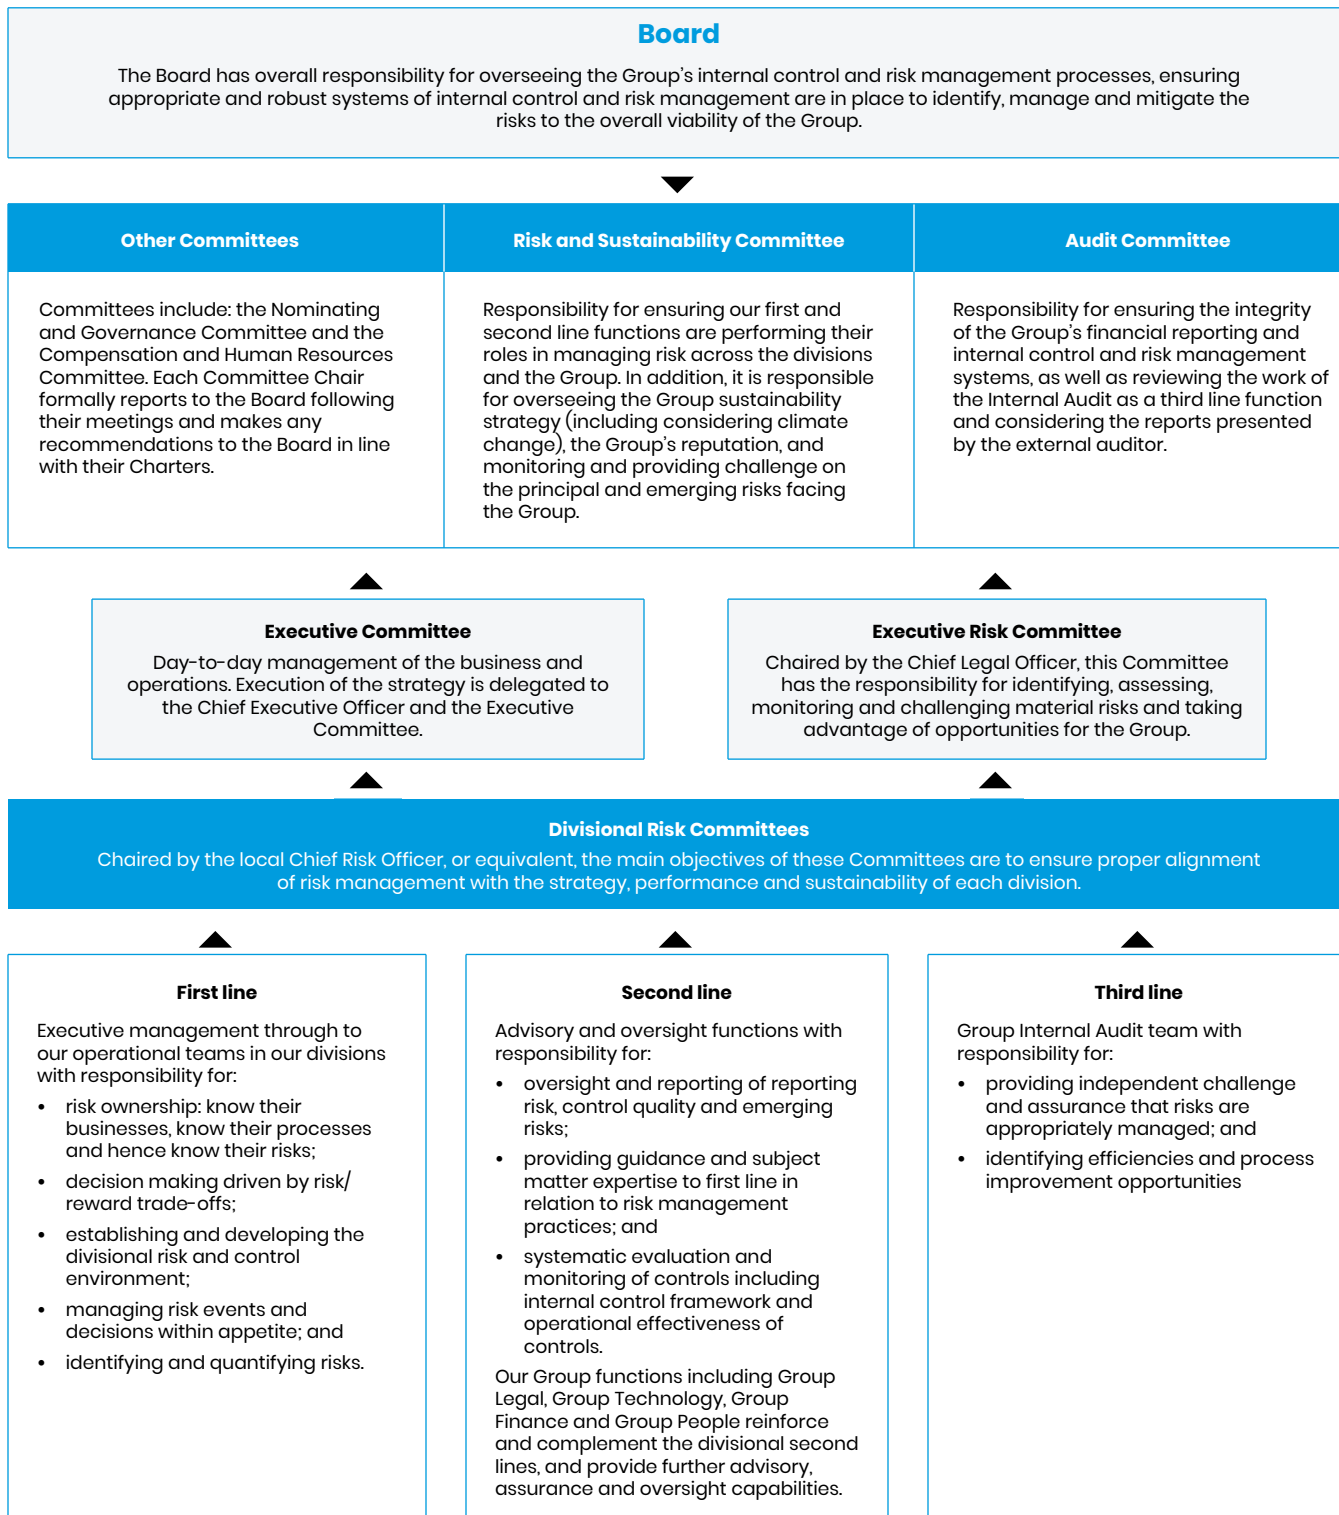 Board
The Board has overall responsibility for overseeing the Group's internal control and risk management processes, ensuring
appropriate and robust systems of internal control and risk management are in place to identify, manage and mitigate the
risks to the overall viability of the Group.
Other Committees
Committees include: the Nominating
and Governance Committee and the
Compensation and Human Resources
Committee. Each Committee Chair
formally reports to the Board following
their meetings and makes any
recommendations to the Board in line
with their Charters.
Risk and Sustainability Committee
Responsibility for ensuring our first and
second line functions are performing their
roles in managing risk across the divisions
and the Group. In addition, it is responsible
for overseeing the Group sustainability
strategy (including considering climate
change), the Group's reputation, and
monitoring and providing challenge on
the principal and emerging risks facing
the Group.
Audit Committee
Responsibility for ensuring the integrity
of the Group's financial reporting and
internal control and risk management
systems, as well as reviewing the work of
the Internal Audit as a third line function
and considering the reports presented
by the external auditor.
Executive Committee
Day-to-day management of the business and
operations. Execution of the strategy is delegated to
the Chief Executive Officer and the Executive
Committee.
Executive Risk Committee
Chaired by the Chief Legal Officer, this Committee
has the responsibility for identifying, assessing,
monitoring and challenging material risks and taking
advantage of opportunities for the Group.
Divisional Risk Committees
Chaired by the local Chief Risk Officer, or equivalent, the main objectives of these Committees are to ensure proper alignment
of risk management with the strategy, performance and sustainability of each division.
First line
Executive management through to
our operational teams in our divisions
with responsibility for:
• risk ownership: know their
businesses, know their processes
and hence know their risks;
• decision making driven by risk/
reward trade-offs;
• establishing and developing the
divisional risk and control
environment;
• managing risk events and
decisions within appetite; and
• identifying and quantifying risks.
Second line
Advisory and oversight functions with
responsibility for:
• oversight and reporting of reporting
risk, control quality and emerging
risks;
• providing guidance and subject
matter expertise to first line in
relation to risk management
practices; and
• systematic evaluation and
monitoring of controls including
internal control framework and
operational effectiveness of
controls.
Our Group functions including Group
Legal, Group Technology, Group
Finance and Group People reinforce
and complement the divisional second
lines, and provide further advisory,
assurance and oversight capabilities.
Third line
Group Internal Audit team with
responsibility for:
• providing independent challenge
and assurance that risks are
appropriately managed; and
• identifying efficiencies and process
improvement opportunities